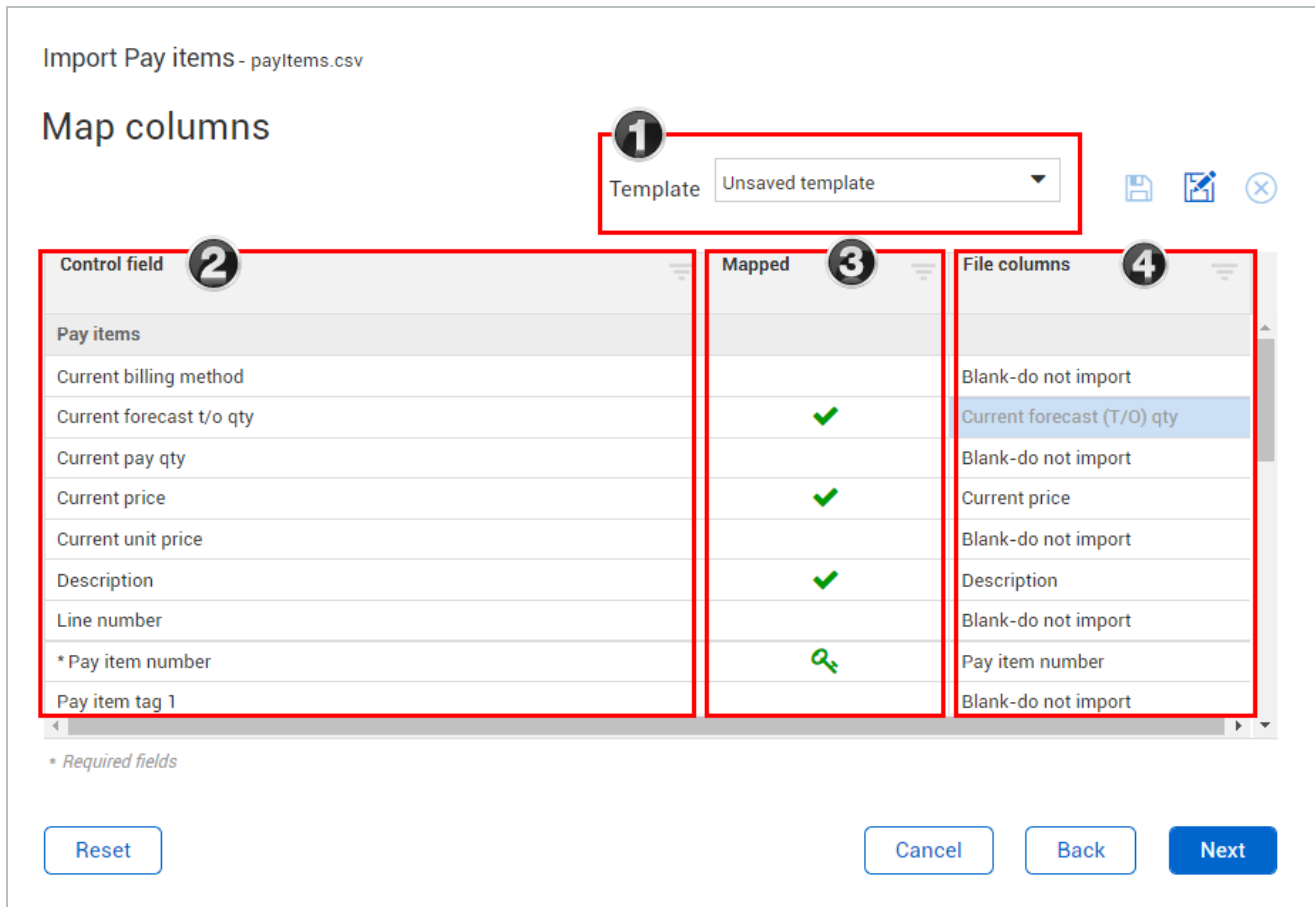 Import Pay items - payItems.csv
Map columns
1
Template Unsaved template
Control field 2 Mapped 3 File columns 4
Pay items
Current billing method Blank-do not import
Current forecast t/o qty Current forecast (T/O) qty
Current pay qty Blank-do not import
Current price Current price
Current unit price Blank-do not import
Description Description
Line number Blank-do not import
* Pay item number Pay item number
Pay item tag 1 Blank-do not import
* Required fields
Reset Cancel Back Next